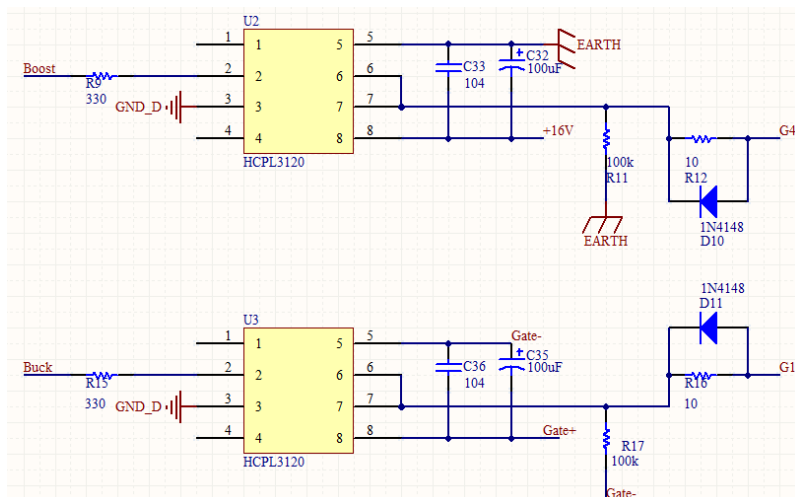 U2
1 1 5 5
EARTH
C32
C33 100uF
104
Boost 2 2 6 6
R9
330
GND_D 3 3 7 7
4 4 8 8 +16V
HCPL3120
100k 10 G4
R11 R12
EARTH
1N4148
D10
1N4148
D11
U3
1 1 5 5 Gate-
C35
C36 100uF
104
Buck 2 2 6 6
R15 R16 G1
330 10
GND_D 3 3 7 7
4 4 8 8 Gate+
HCPL3120
R17
100k
Gate-